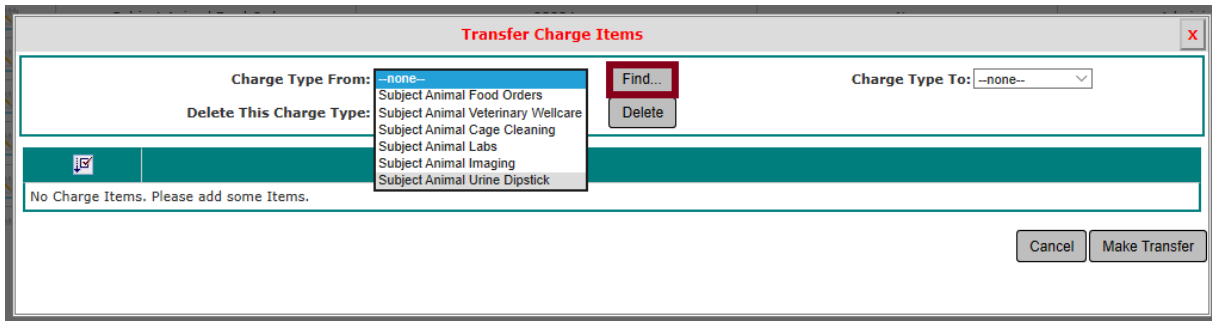 Transfer Charge Items
X
Charge Type From: --none-- Find... Charge Type To: --none--
Subject Animal Food Orders
Delete This Charge Type: Subject Animal Veterinary Wellcare Delete
Subject Animal Cage Cleaning
Subject Animal Labs
Subject Animal Imaging
Subject Animal Urine Dipstick
No Charge Items. Please add some Items.
Cancel Make Transfer